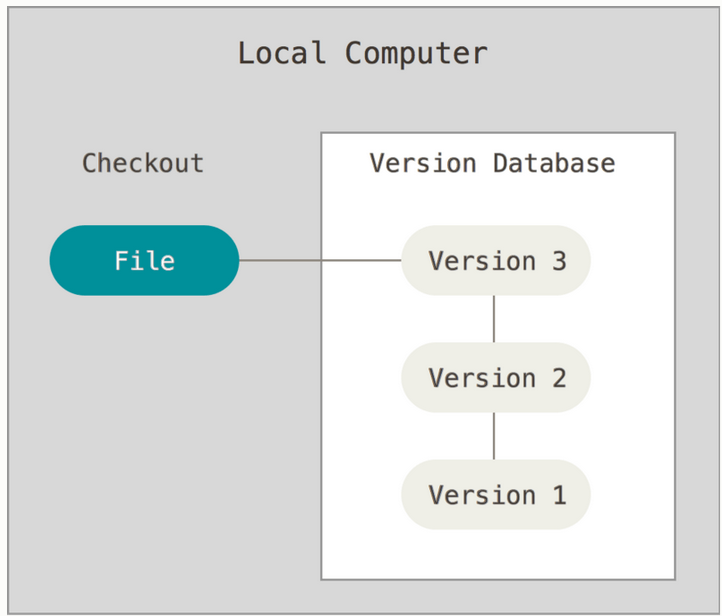 Local Computer
Checkout
Version Database
File
Version 3
Version 2
Version 1